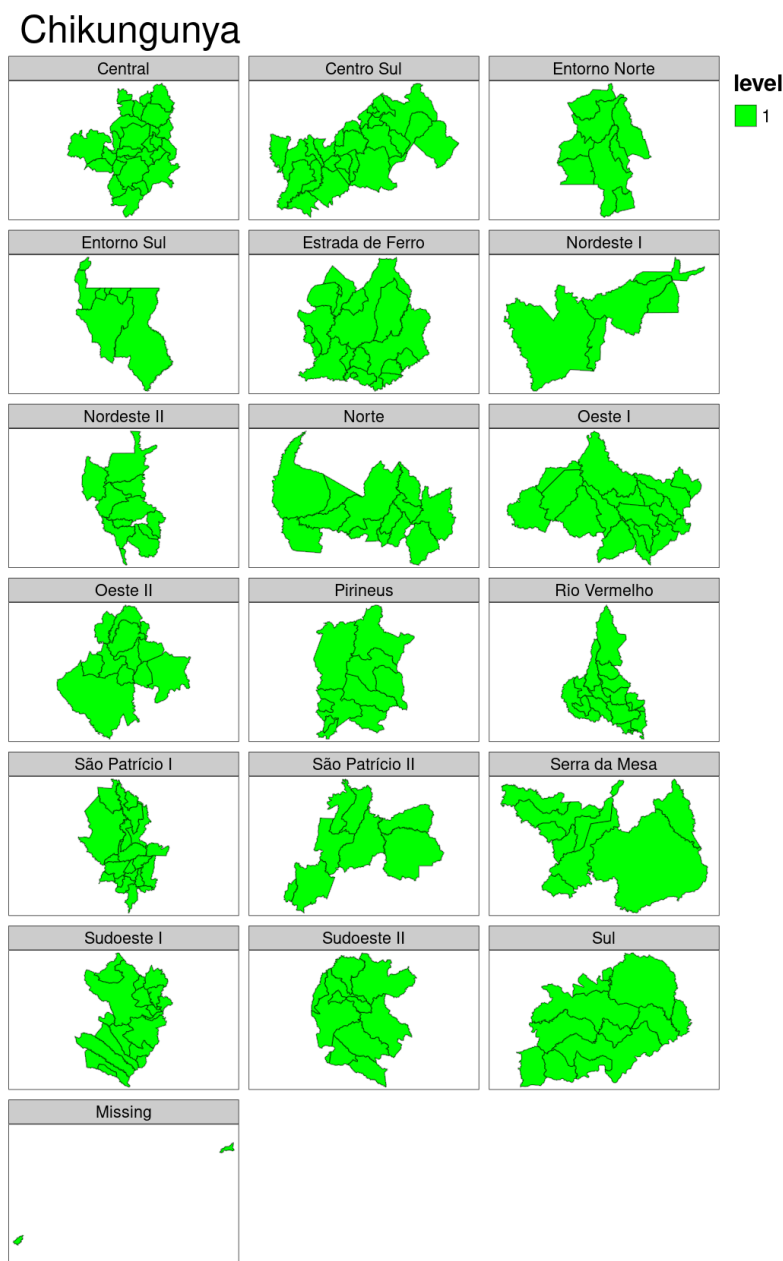 Chikungunya
Central
Centro Sul
Entorno Norte
level
1
Entorno Sul
Estrada de Ferro
Nordeste I
Nordeste II
Norte
Oeste I
Oeste II
Pirineus
Rio Vermelho
São Patrício I
São Patrício II
Serra da Mesa
Sudoeste I
Sudoeste II
Sul
Missing